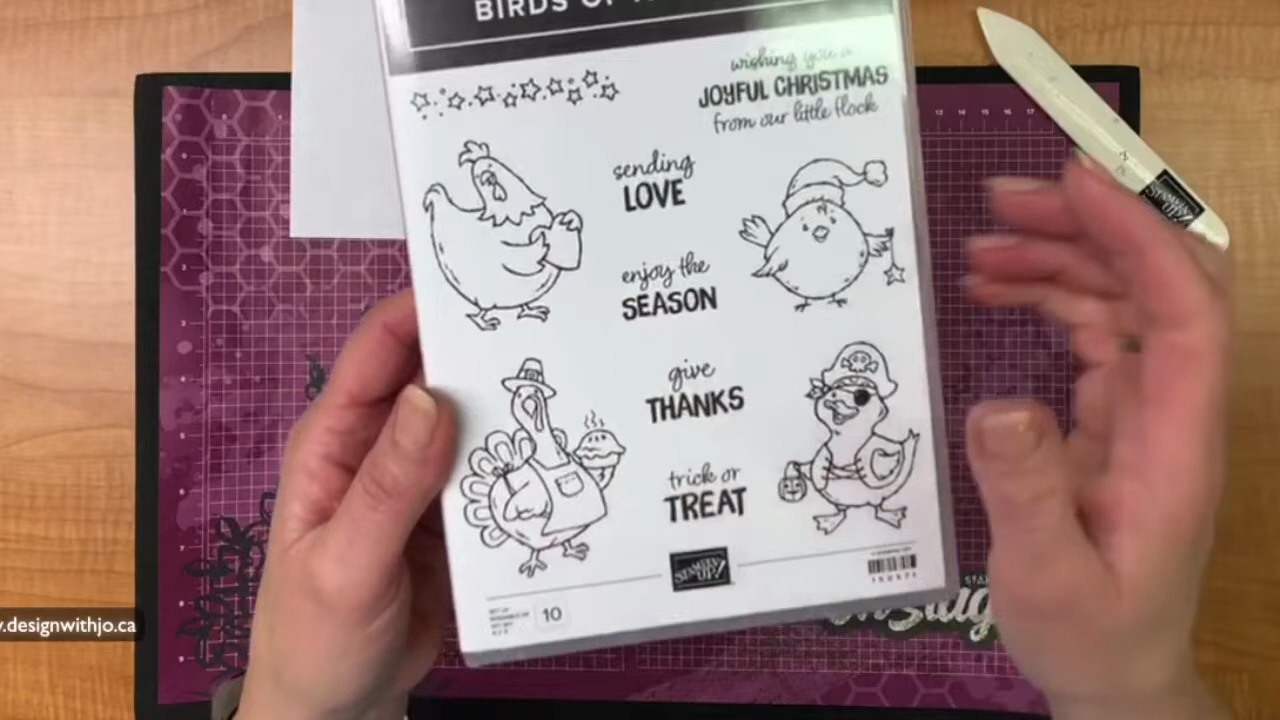 BIRDS OF
wishing you a
JOYFUL CHRISTMAS
from our little flock
sending
LOVE
enjoy the
SEASON
give
THANKS
trick or
TREAT
STAMPIN' UP!
10
.designwithjo.ca